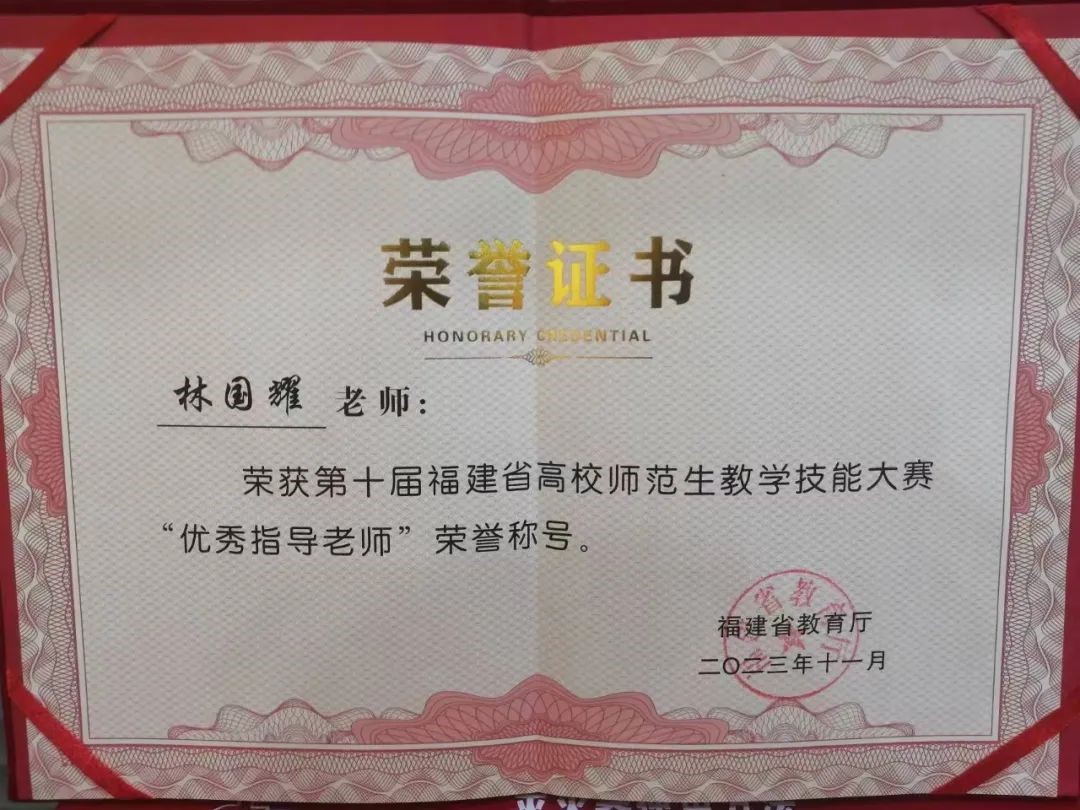 荣誉证书
HONORARY CREDENTIAL
林国耀 老师：
荣获第十届福建省高校师范生教学技能大赛
“优秀指导老师”荣誉称号。
福建省教育厅
二〇二三年十一月